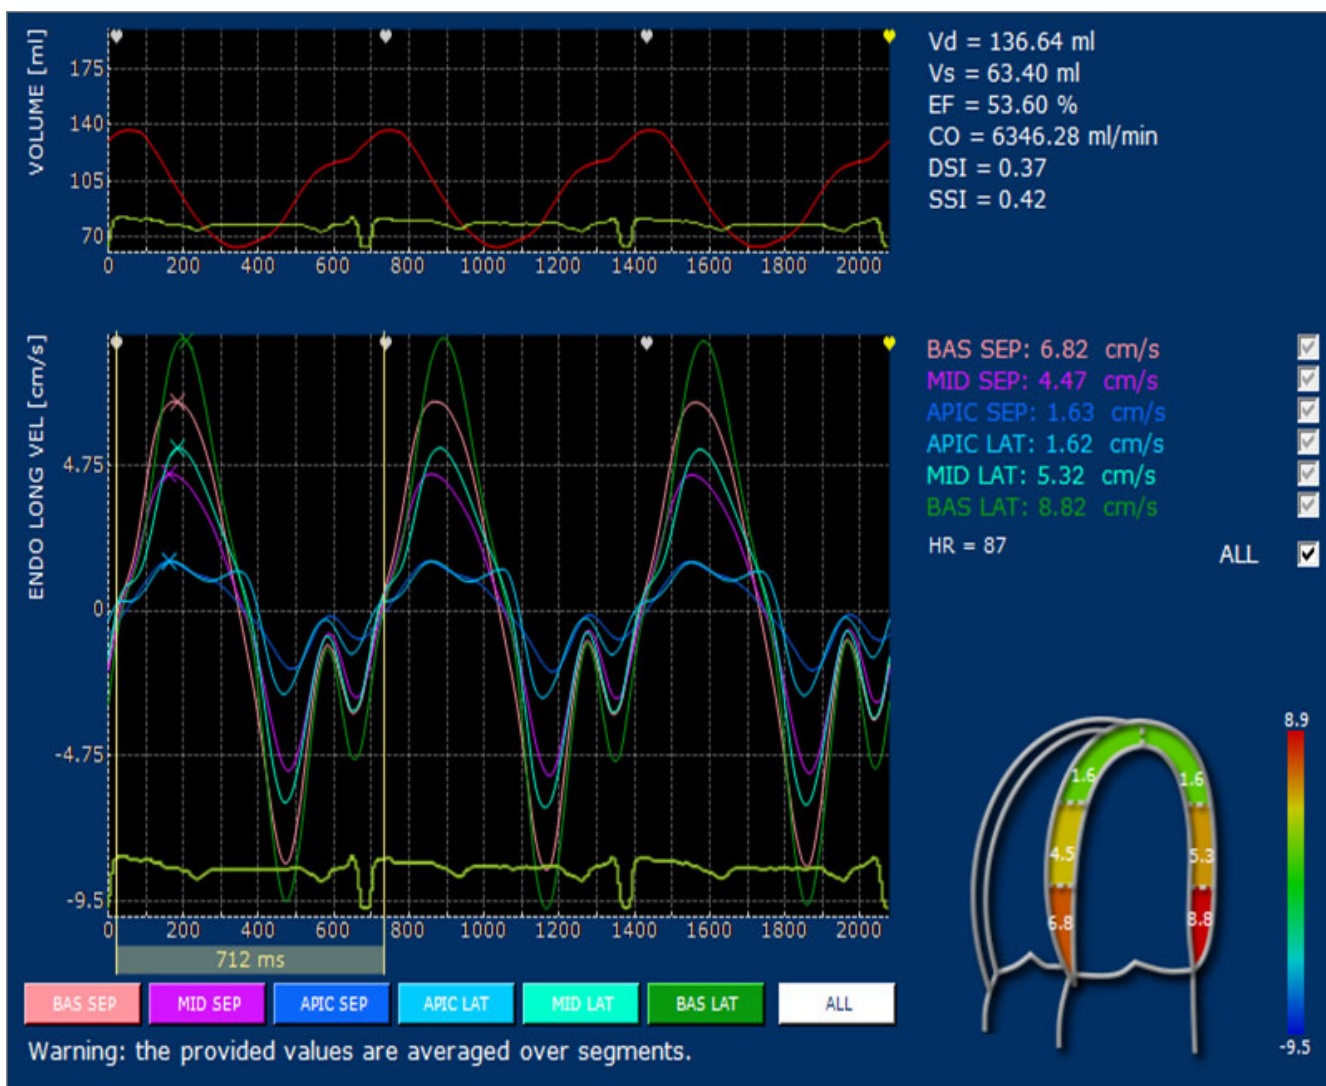 VOLUME [ml]
175
140
105
70
0 200 400 600 800 1000 1200 1400 1600 1800 2000
Vd = 136.64 ml
Vs = 63.40 ml
EF = 53.60 %
CO = 6346.28 ml/min
DSI = 0.37
SSI = 0.42
ENDO LONG VEL [cm/s]
4.75
0
-4.75
-9.5
0 200 400 600 800 1000 1200 1400 1600 1800 2000
712 ms
BAS SEP: 6.82 cm/s
MID SEP: 4.47 cm/s
APIC SEP: 1.63 cm/s
APIC LAT: 1.62 cm/s
MID LAT: 5.32 cm/s
BAS LAT: 8.82 cm/s
HR = 87
ALL
8.9
1.6 1.6
4.5 5.3
6.8 8.8
-9.5
BAS SEP MID SEP APIC SEP APIC LAT MID LAT BAS LAT ALL
Warning: the provided values are averaged over segments.